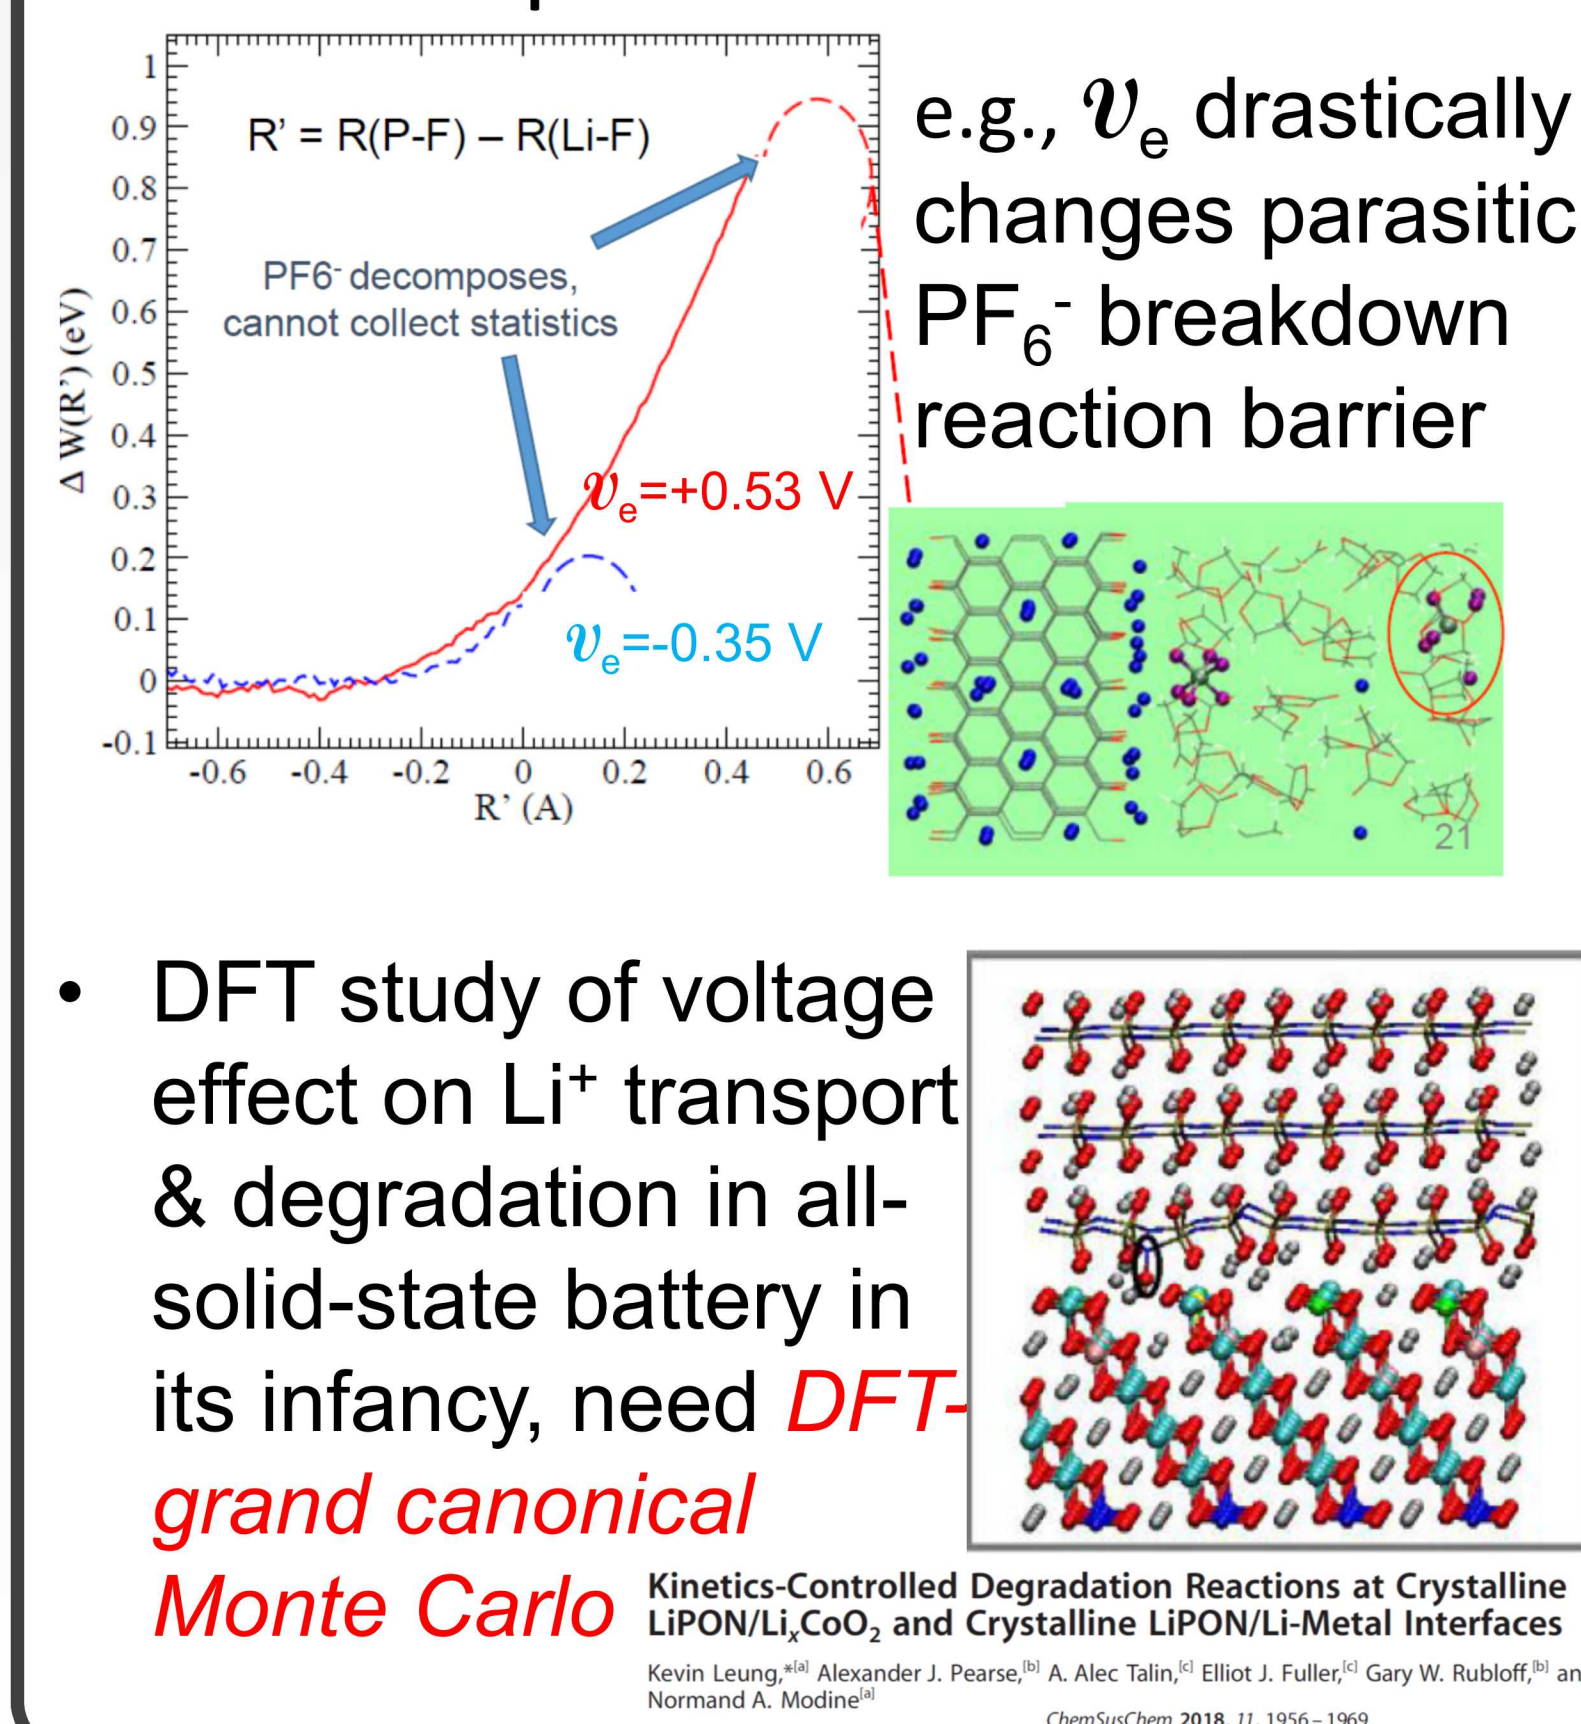 1
0.9
0.8
0.7
0.6
0.5
0.4
0.3
0.2
0.1
0
-0.1
Δ W(R’) (eV)
R’ = R(P-F) – R(Li-F)
PF6⁻ decomposes,
cannot collect statistics
𝒱ₑ=+0.53 V
𝒱ₑ=-0.35 V
-0.6 -0.4 -0.2 0 0.2 0.4 0.6
R’ (A)
e.g., 𝒱ₑ drastically
changes parasitic
PF₆⁻ breakdown
reaction barrier
21
• DFT study of voltage
effect on Li⁺ transport
& degradation in all-
solid-state battery in
its infancy, need DFT-
grand canonical
Monte Carlo
Kinetics-Controlled Degradation Reactions at Crystalline
LiPON/LiₓCoO₂ and Crystalline LiPON/Li-Metal Interfaces
Kevin Leung,*[a] Alexander J. Pearse,[b] A. Alec Talin,[c] Elliot J. Fuller,[c] Gary W. Rubloff,[b] an
Normand A. Modine[a]
ChemSusChem 2018, 11, 1956–1969